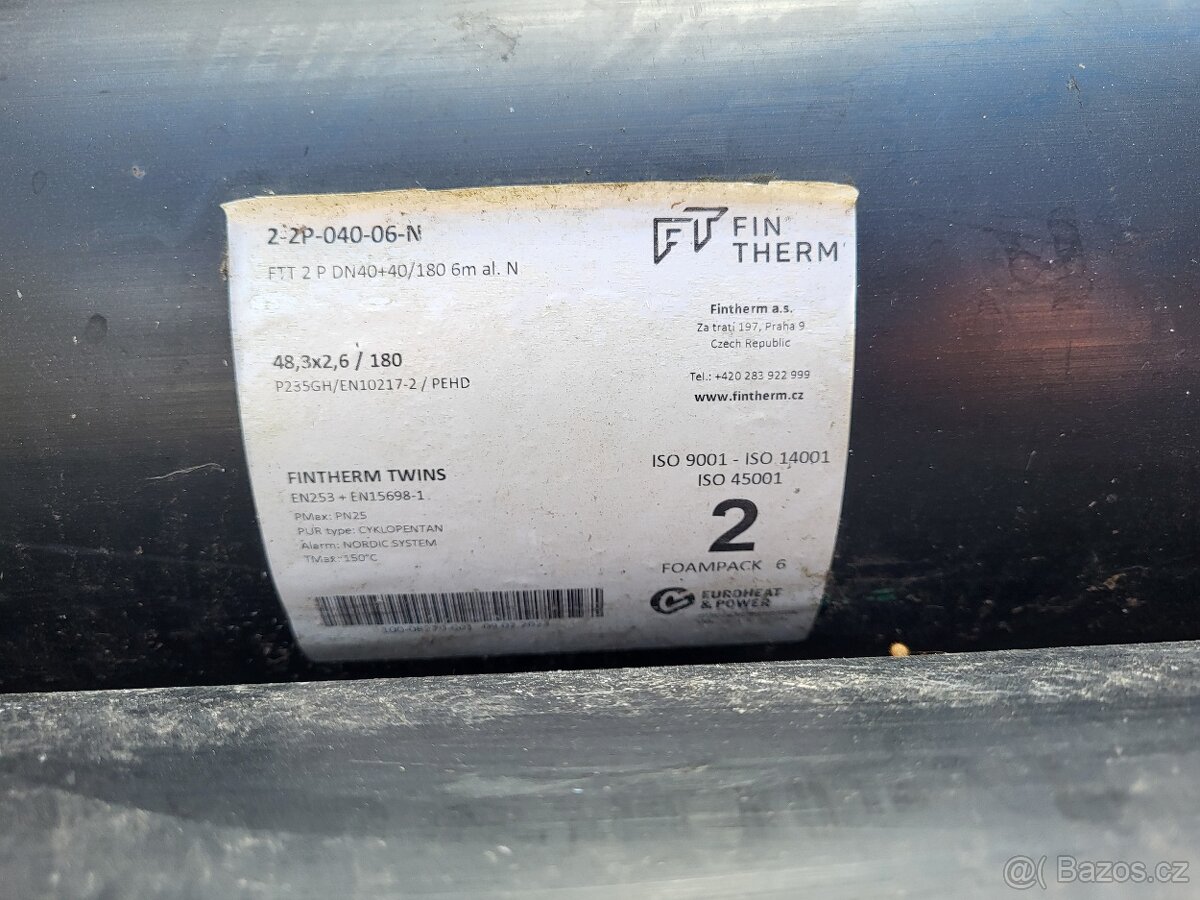 2-2P-040-06-N
FTT 2 P DN40+40/180 6m al. N
48,3x2,6 / 180
P235GH/EN10217-2 / PEHD
FINTHERM TWINS
EN253 + EN15698-1
PMax: PN25
PUR type: CYKLOPENTAN
Alarm: NORDIC SYSTEM
TMax: 150°C
FT FIN
THERM
Fintherm a.s.
Za tratí 197, Praha 9
Czech Republic
Tel.: +420 283 922 999
www.fintherm.cz
ISO 9001 - ISO 14001
ISO 45001
2
FOAMPACK 6
EUROHEAT
& POWER
@( Bazos.cz